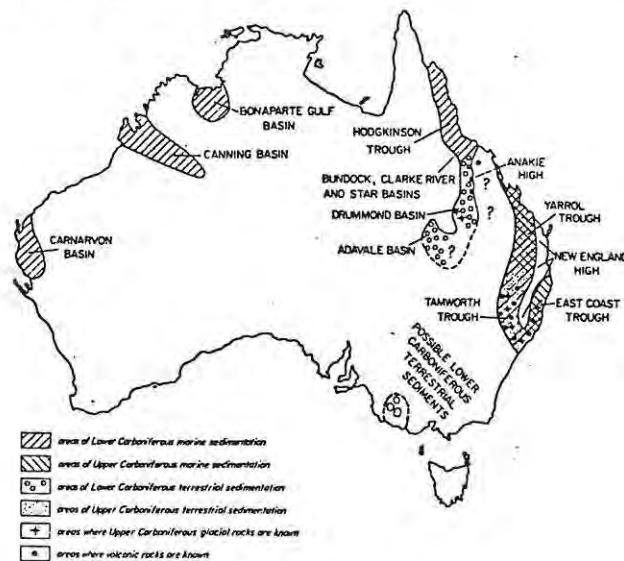 BONAPARTE GULF
BASIN
CANNING BASIN
CARNARVON
BASIN
HODGKINSON
TROUGH
BUNDOCK, CLARKE RIVER
AND STAR BASINS
ANAKIE
HIGH
?
?
DRUMMOND BASIN
ADAVALE BASIN
?
YARROL
TROUGH
NEW ENGLAND
HIGH
TAMWORTH
TROUGH
EAST COAST
TROUGH
POSSIBLE LOWER
CARBONIFEROUS
TERRESTRIAL
SEDIMENTS
areas of Lower Carboniferous marine sedimentation
areas of Upper Carboniferous marine sedimentation
areas of Lower Carboniferous terrestrial sedimentation
areas of Upper Carboniferous terrestrial sedimentation
areas where Upper Carboniferous glacial rocks are known
areas where volcanic rocks are known